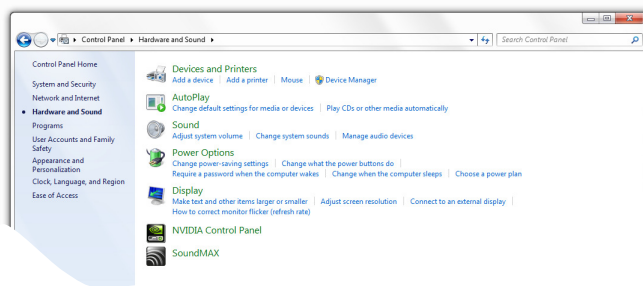 Control Panel ▸ Hardware and Sound ▸
Search Control Panel
Control Panel Home
System and Security
Network and Internet
Hardware and Sound
Programs
User Accounts and Family
Safety
Appearance and
Personalization
Clock, Language, and Region
Ease of Access
Devices and Printers
Add a device | Add a printer | Mouse | Device Manager
AutoPlay
Change default settings for media or devices | Play CDs or other media automatically
Sound
Adjust system volume | Change system sounds | Manage audio devices
Power Options
Change power-saving settings | Change what the power buttons do |
Require a password when the computer wakes | Change when the computer sleeps | Choose a power plan
Display
Make text and other items larger or smaller | Adjust screen resolution | Connect to an external display |
How to correct monitor flicker (refresh rate)
NVIDIA Control Panel
SoundMAX